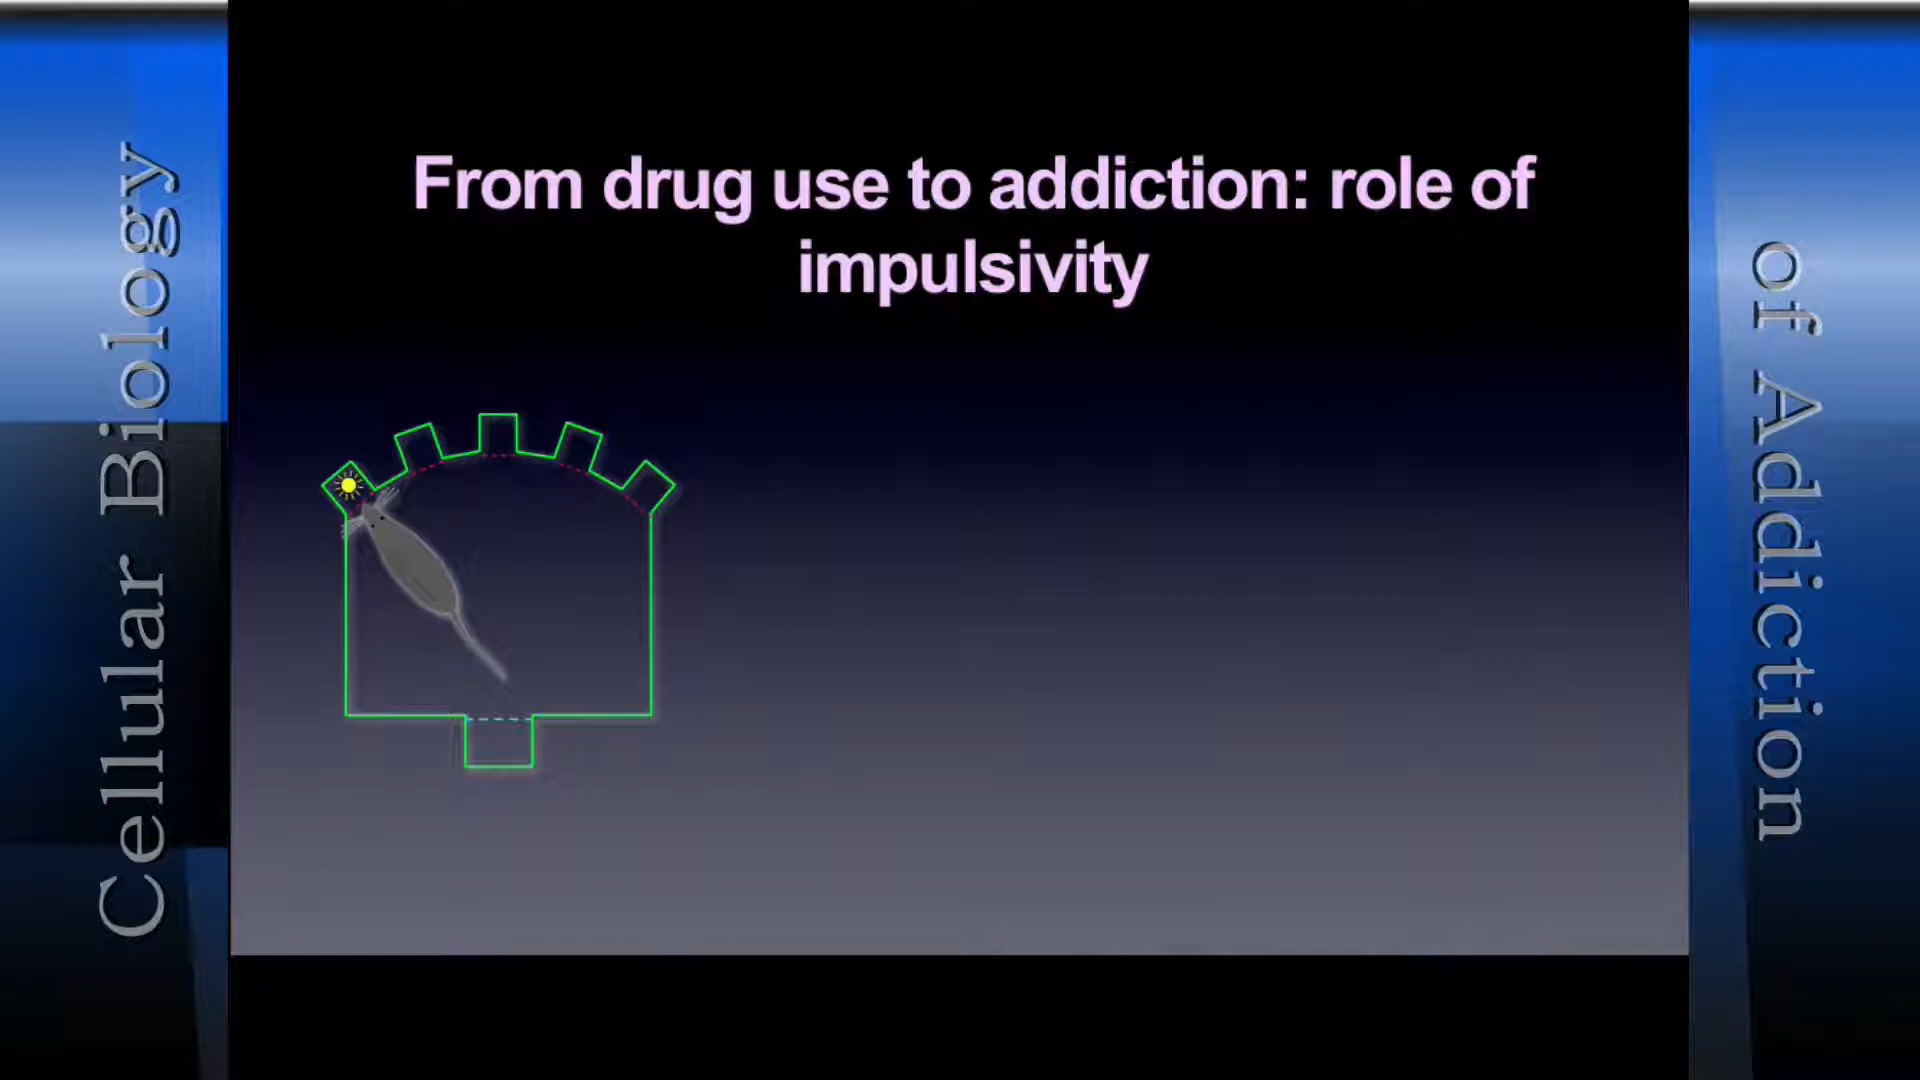 Cellular Biology
From drug use to addiction: role of
impulsivity
of Addiction